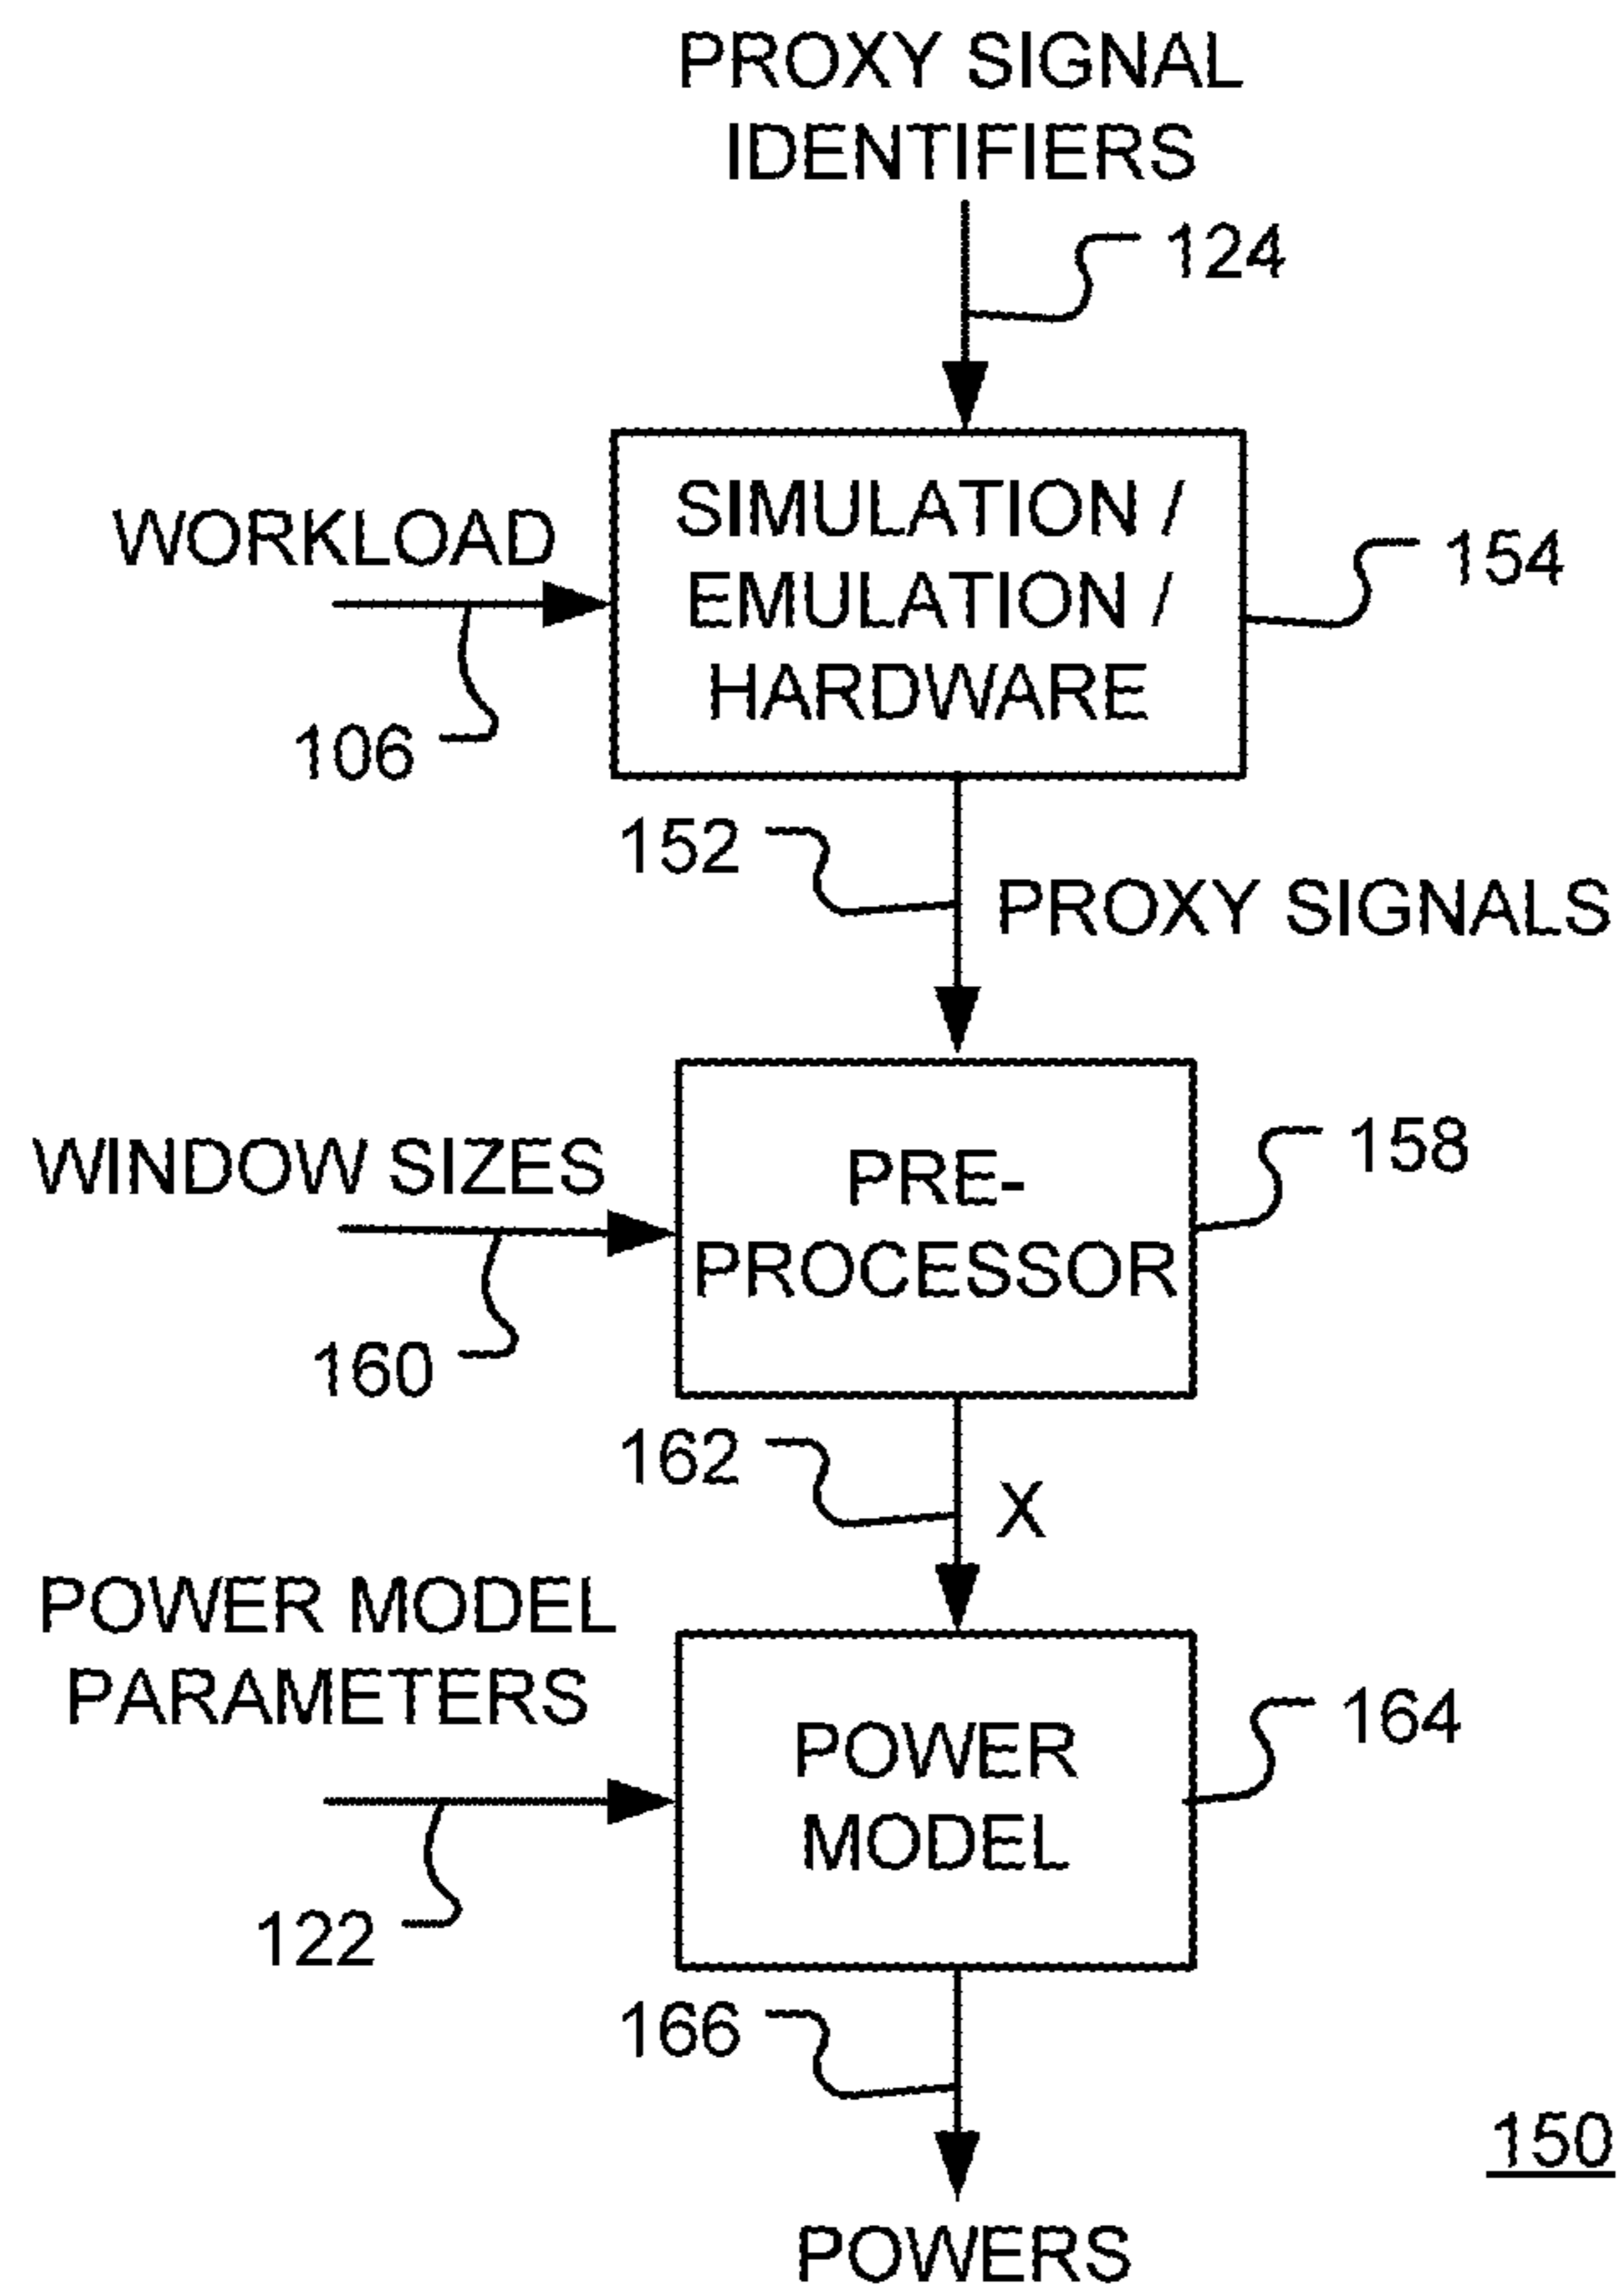 PROXY SIGNAL
IDENTIFIERS
124
WORKLOAD
106
SIMULATION /
EMULATION /
HARDWARE
154
152
PROXY SIGNALS
WINDOW SIZES
160
PRE-
PROCESSOR
158
162
X
POWER MODEL
PARAMETERS
122
POWER
MODEL
164
166
150
POWERS